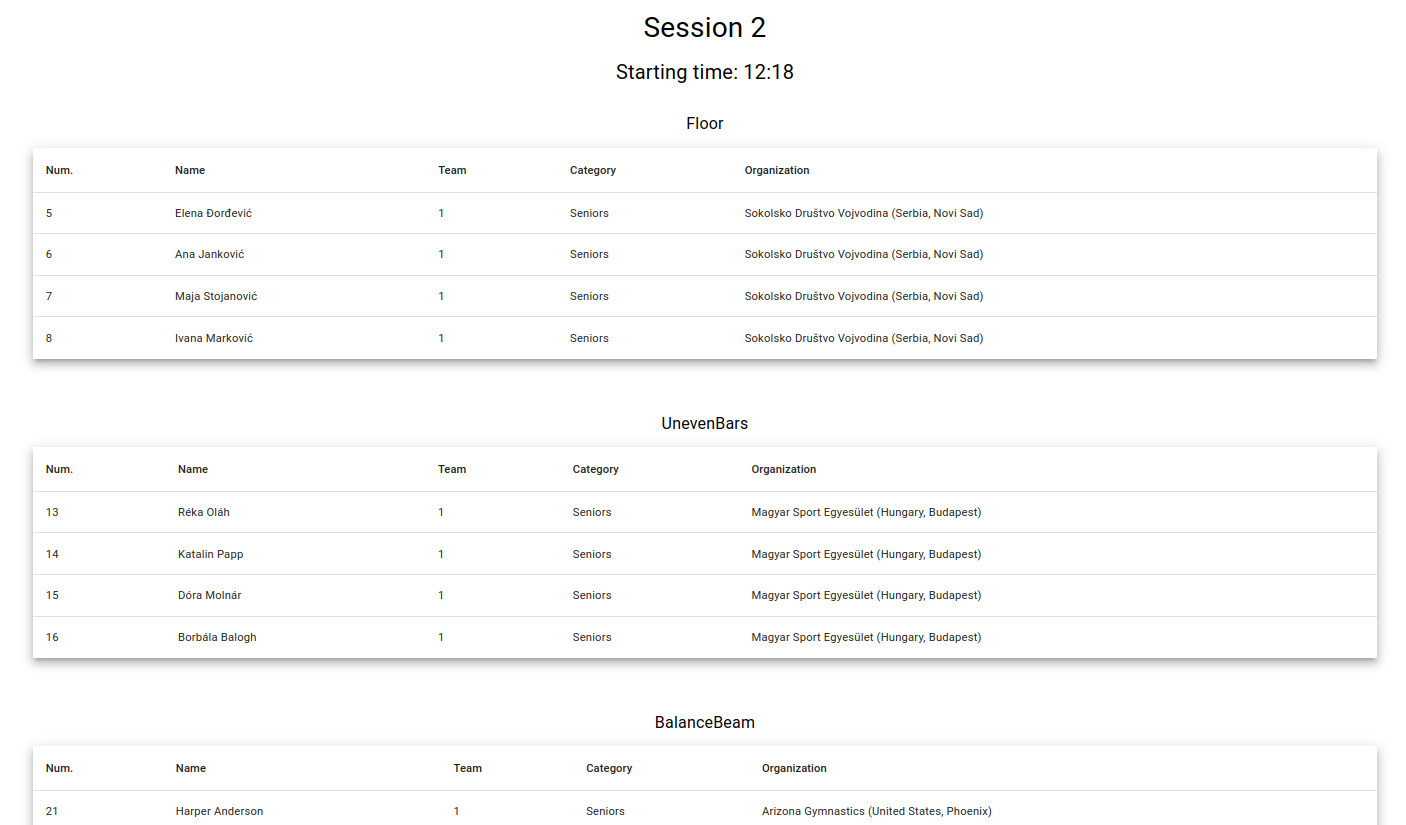 Session 2
Starting time: 12:18
Floor
Num. Name Team Category Organization
5 Elena Đorđević 1 Seniors Sokolsko Društvo Vojvodina (Serbia, Novi Sad)
6 Ana Janković 1 Seniors Sokolsko Društvo Vojvodina (Serbia, Novi Sad)
7 Maja Stojanović 1 Seniors Sokolsko Društvo Vojvodina (Serbia, Novi Sad)
8 Ivana Marković 1 Seniors Sokolsko Društvo Vojvodina (Serbia, Novi Sad)
UnevenBars
Num. Name Team Category Organization
13 Réka Oláh 1 Seniors Magyar Sport Egyesület (Hungary, Budapest)
14 Katalin Papp 1 Seniors Magyar Sport Egyesület (Hungary, Budapest)
15 Dóra Molnár 1 Seniors Magyar Sport Egyesület (Hungary, Budapest)
16 Borbála Balogh 1 Seniors Magyar Sport Egyesület (Hungary, Budapest)
BalanceBeam
Num. Name Team Category Organization
21 Harper Anderson 1 Seniors Arizona Gymnastics (United States, Phoenix)